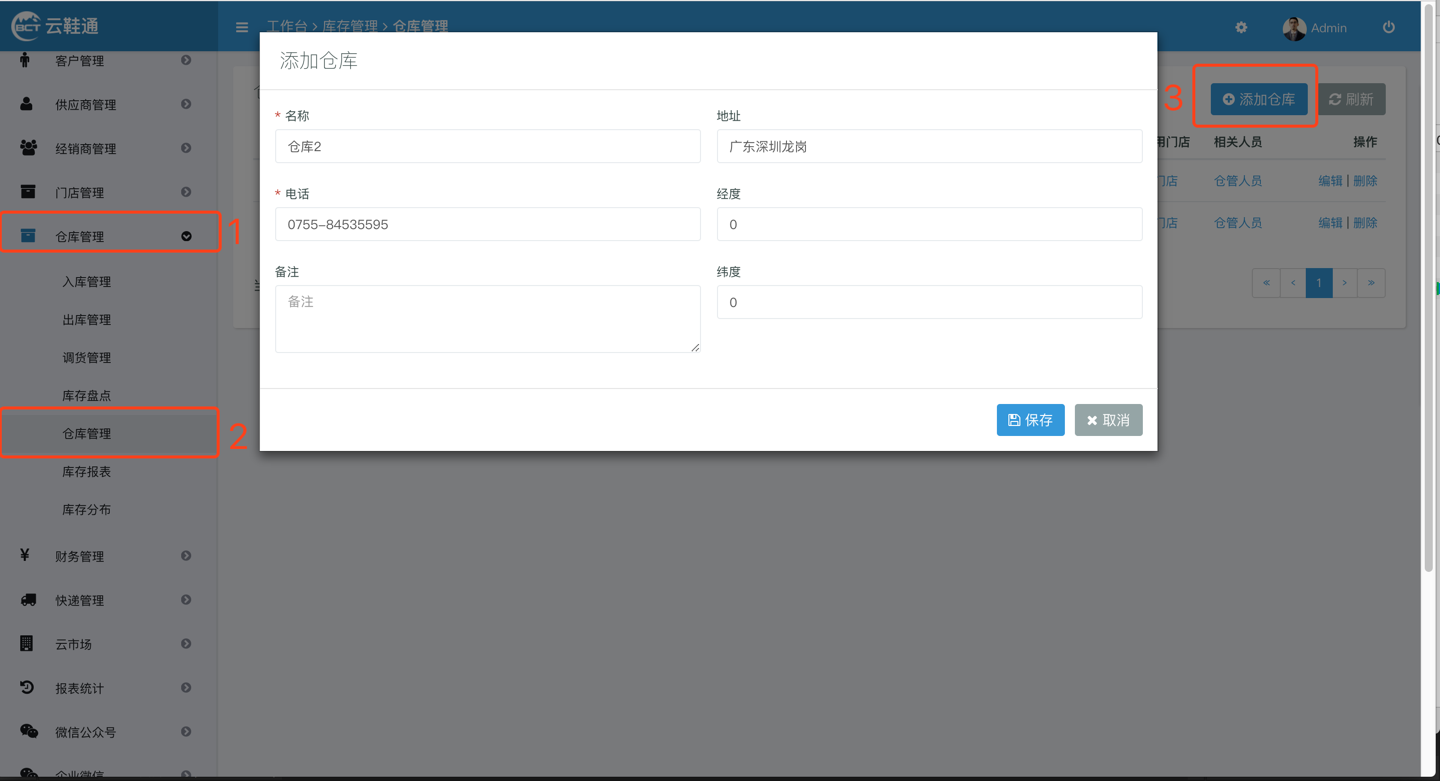 BCT 云鞋通
工作台 > 库存管理 > 仓库管理
Admin
客户管理
供应商管理
经销商管理
门店管理
仓库管理
1
入库管理
出库管理
调货管理
库存盘点
仓库管理
2
库存报表
库存分布
¥ 财务管理
快递管理
云市场
报表统计
微信公众号
企业微信
添加仓库
* 名称
仓库2
地址
广东深圳龙岗
* 电话
0755-84535595
经度
0
备注
备注
纬度
0
保存
取消
3
添加仓库
刷新
用门店 相关人员 操作
门店 仓管人员 编辑 | 删除
门店 仓管人员 编辑 | 删除
« ‹ 1 › »